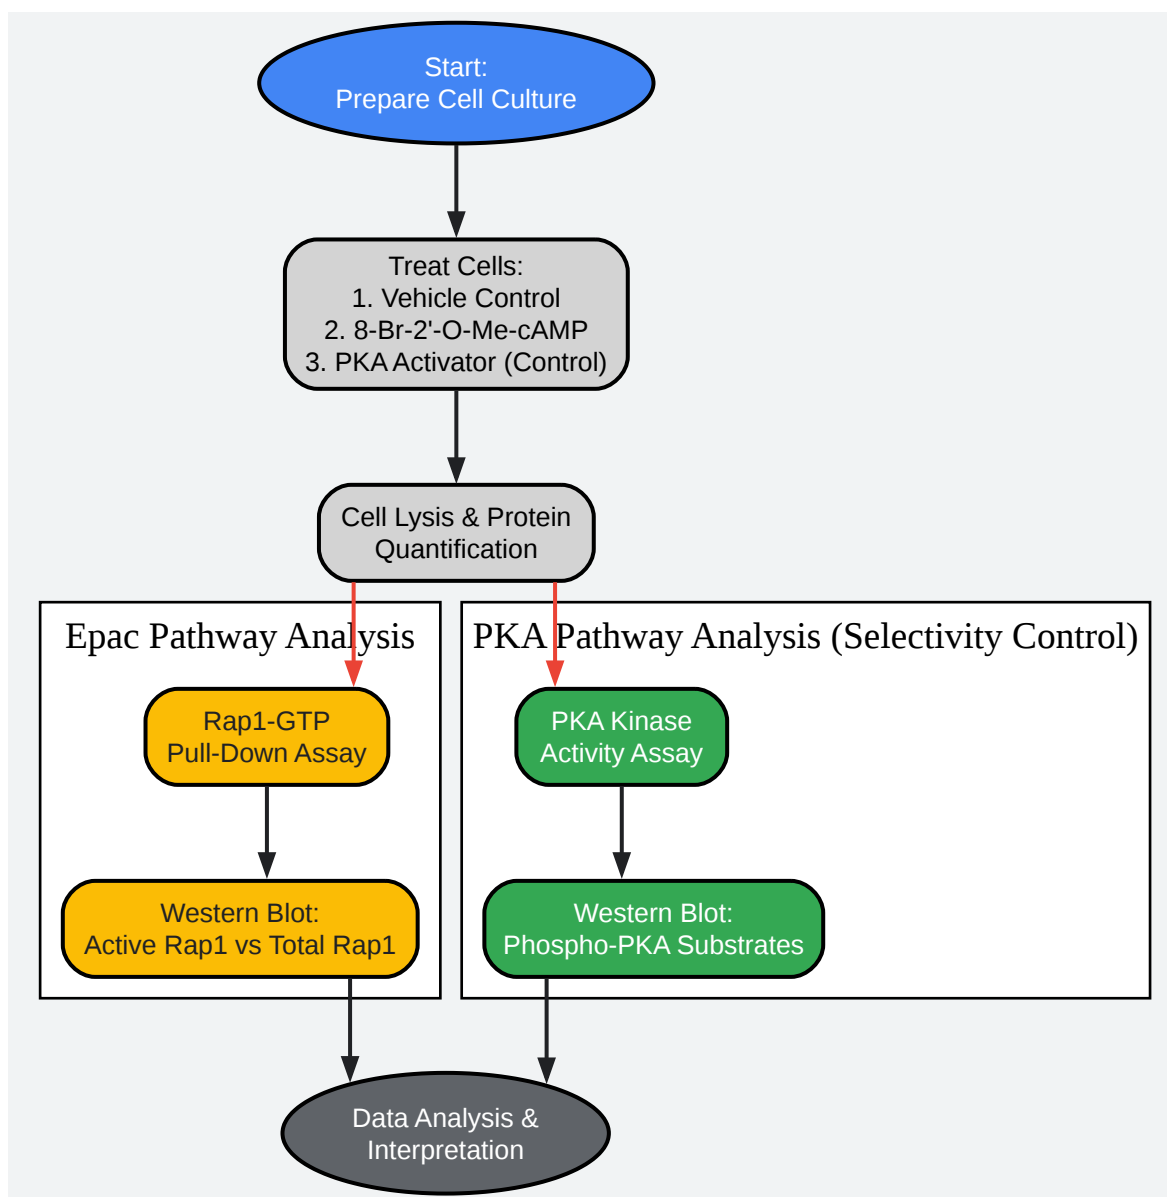 Start:
Prepare Cell Culture
Treat Cells:
1. Vehicle Control
2. 8-Br-2'-O-Me-cAMP
3. PKA Activator (Control)
Cell Lysis & Protein
Quantification
Epac Pathway Analysis
Rap1-GTP
Pull-Down Assay
Western Blot:
Active Rap1 vs Total Rap1
PKA Pathway Analysis (Selectivity Control)
PKA Kinase
Activity Assay
Western Blot:
Phospho-PKA Substrates
Data Analysis &
Interpretation